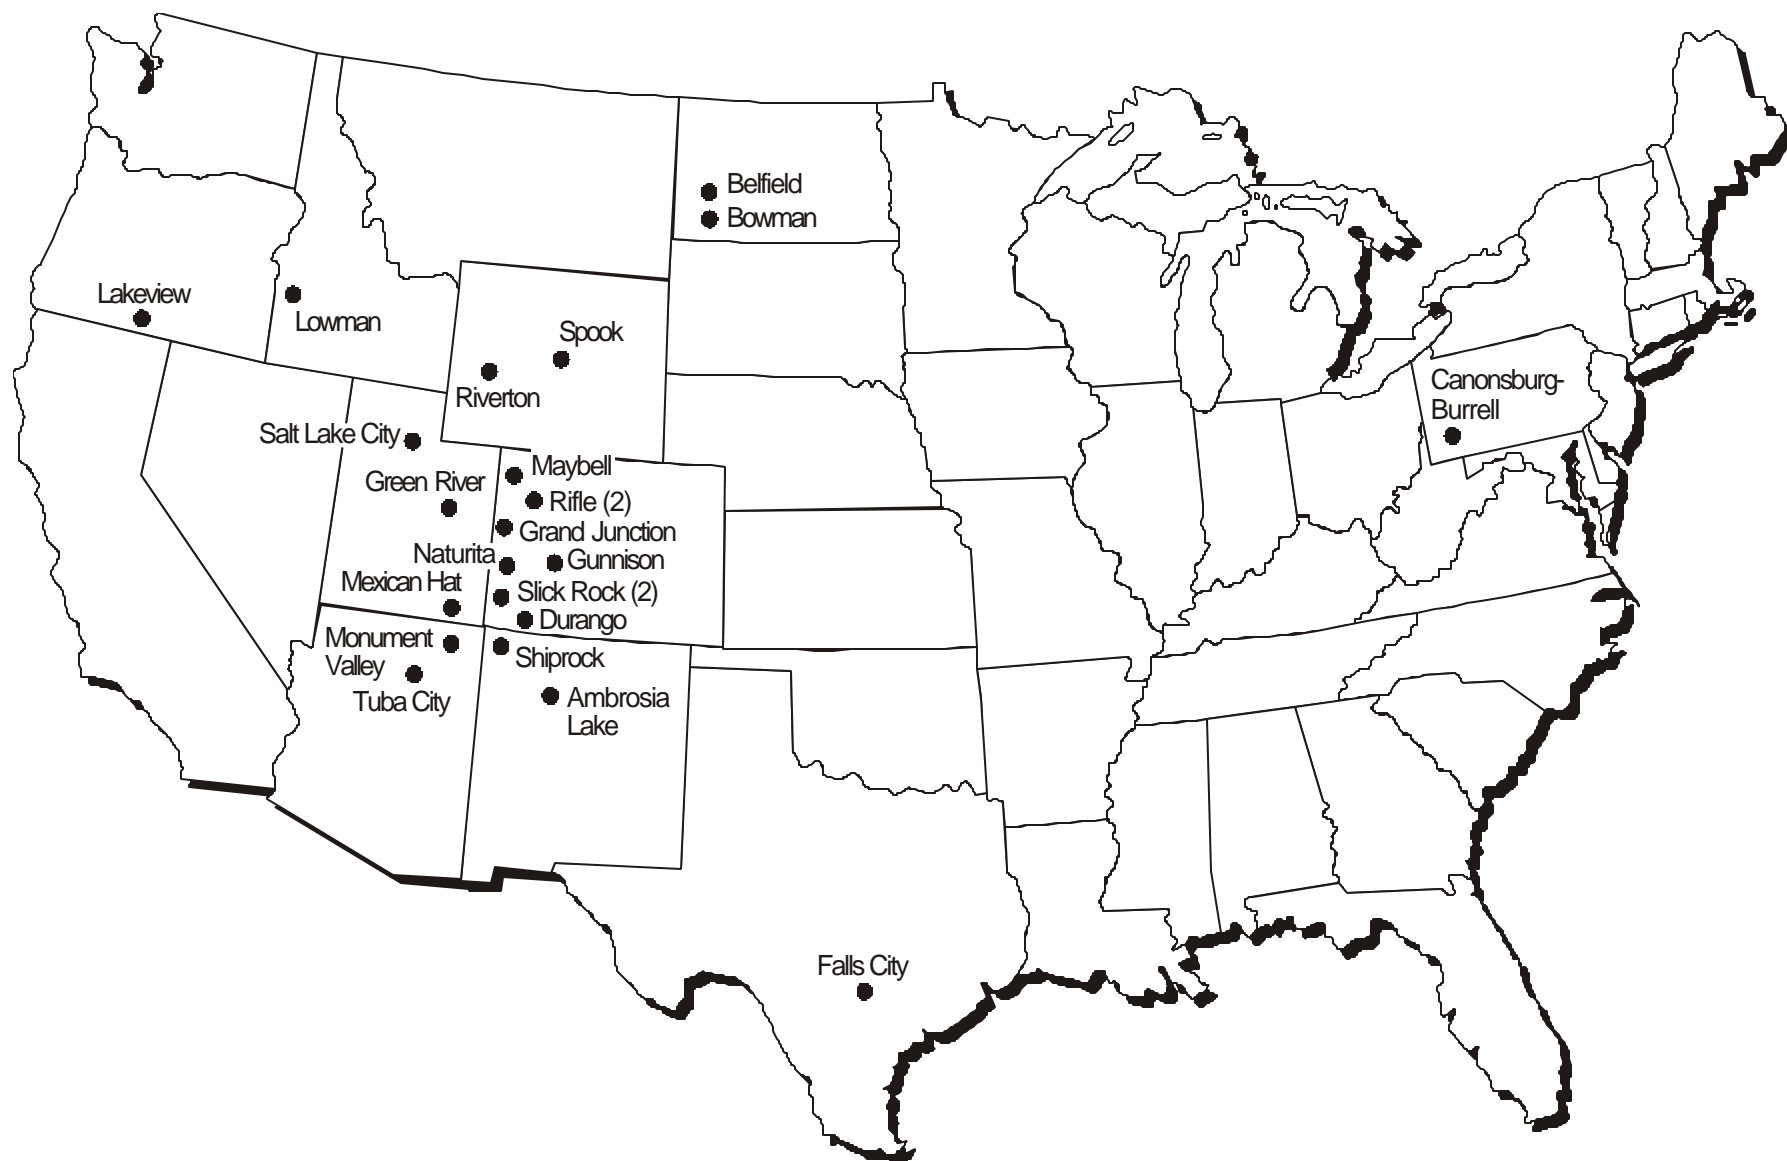 Belfield
Bowman
Lakeview
Lowman
Spook
Riverton
Canonsburg-
Burrell
Salt Lake City
Maybell
Green River
Rifle (2)
Grand Junction
Naturita
Gunnison
Mexican Hat
Slick Rock (2)
Durango
Monument
Valley
Shiprock
Tuba City
Ambrosia
Lake
Falls City